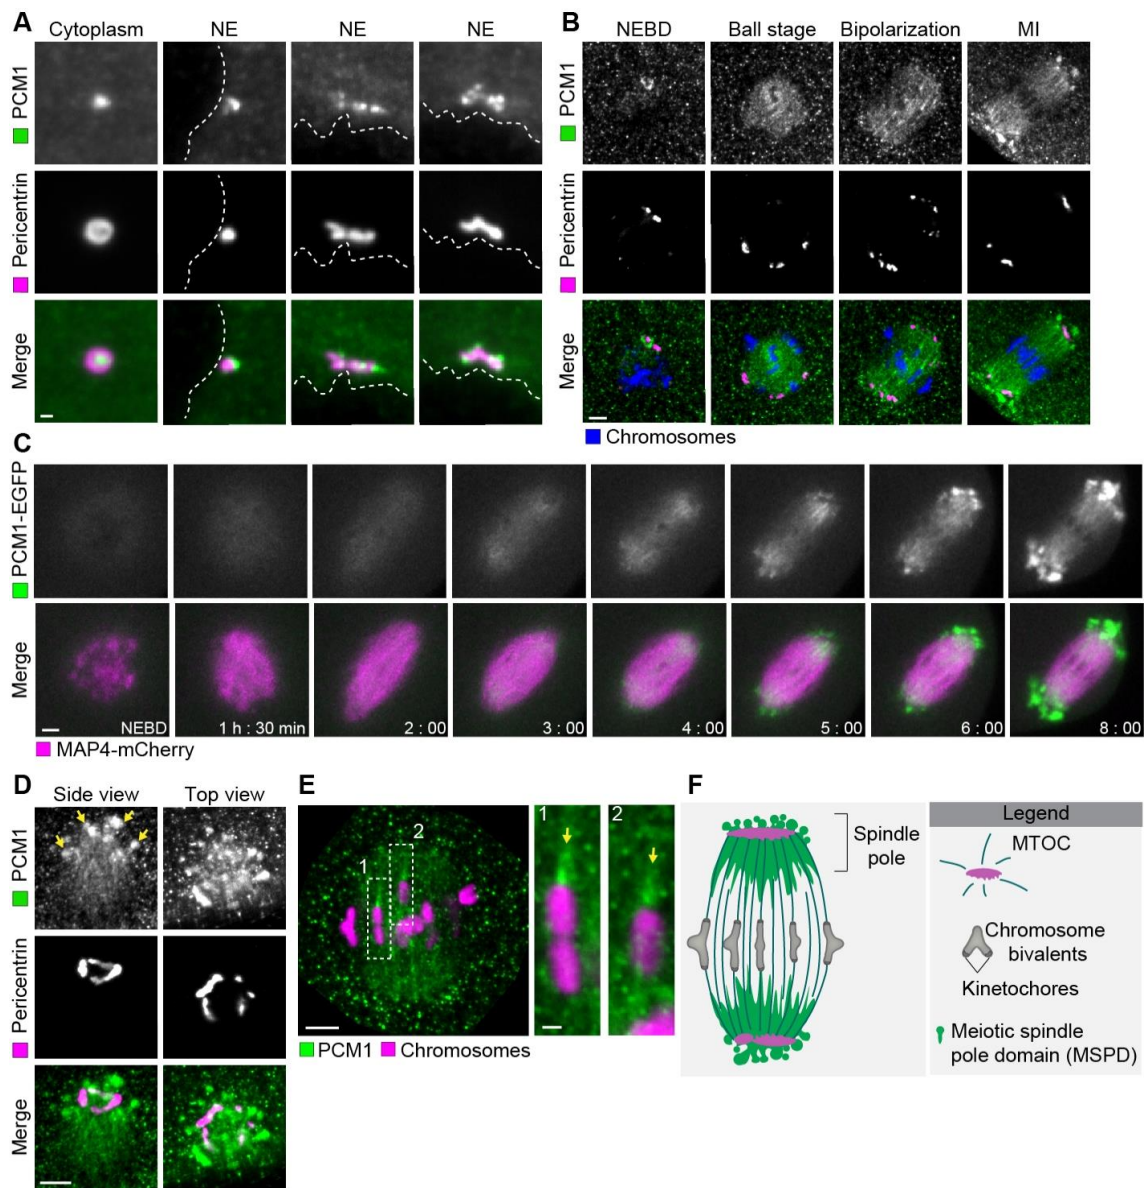 A
Cytoplasm NE NE NE
PCM1
Pericentrin
Merge
B
NEBD Ball stage Bipolarization MI
PCM1
Pericentrin
Merge
Chromosomes
C
PCM1-EGFP
Merge
NEBD 1 h : 30 min 2 : 00 3 : 00 4 : 00 5 : 00 6 : 00 8 : 00
MAP4-mCherry
D
Side view Top view
PCM1
Pericentrin
Merge
E
1
2
1
2
PCM1 Chromosomes
F
Spindle
pole
Legend
MTOC
Chromosome
bivalents
Kinetochores
Meiotic spindle
pole domain (MSPD)